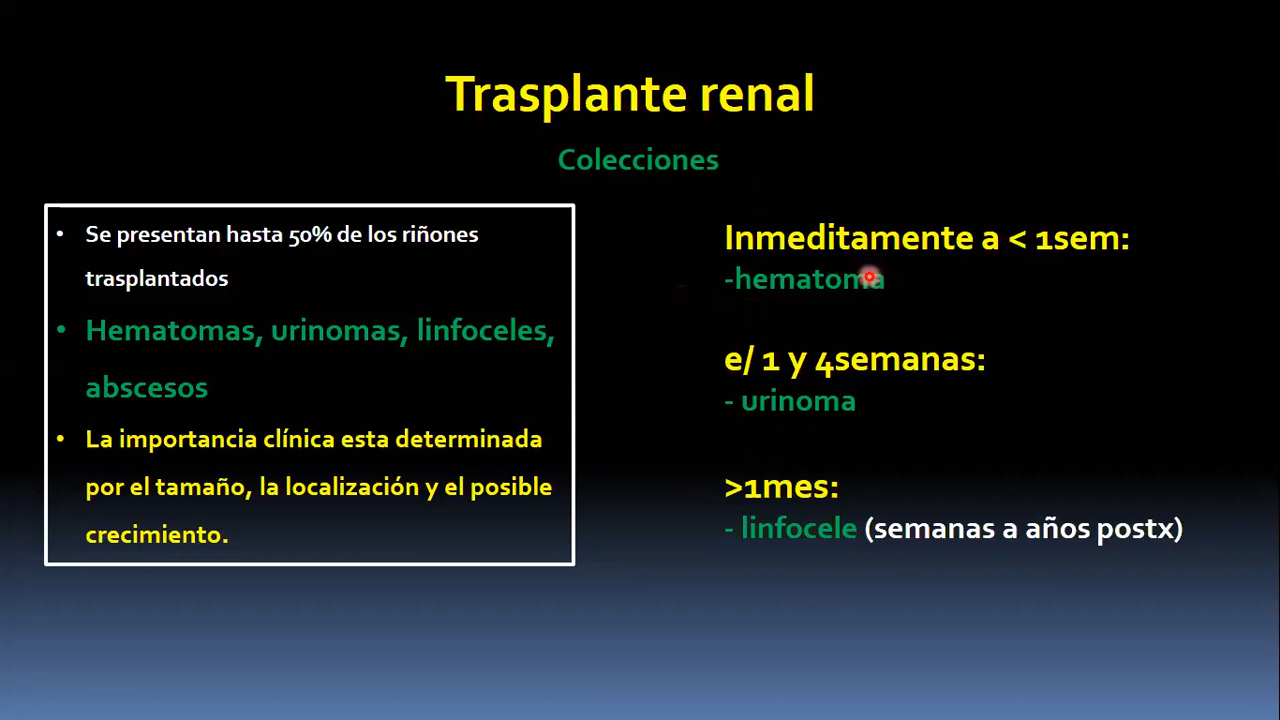 Trasplante renal
Colecciones
• Se presentan hasta 50% de los riñones
trasplantados
• Hematomas, urinomas, linfoceles,
abscesos
• La importancia clínica esta determinada
por el tamaño, la localización y el posible
crecimiento.
Inmeditamente a < 1sem:
-hematoma
e/ 1 y 4semanas:
- urinoma
>1mes:
- linfocele (semanas a años postx)